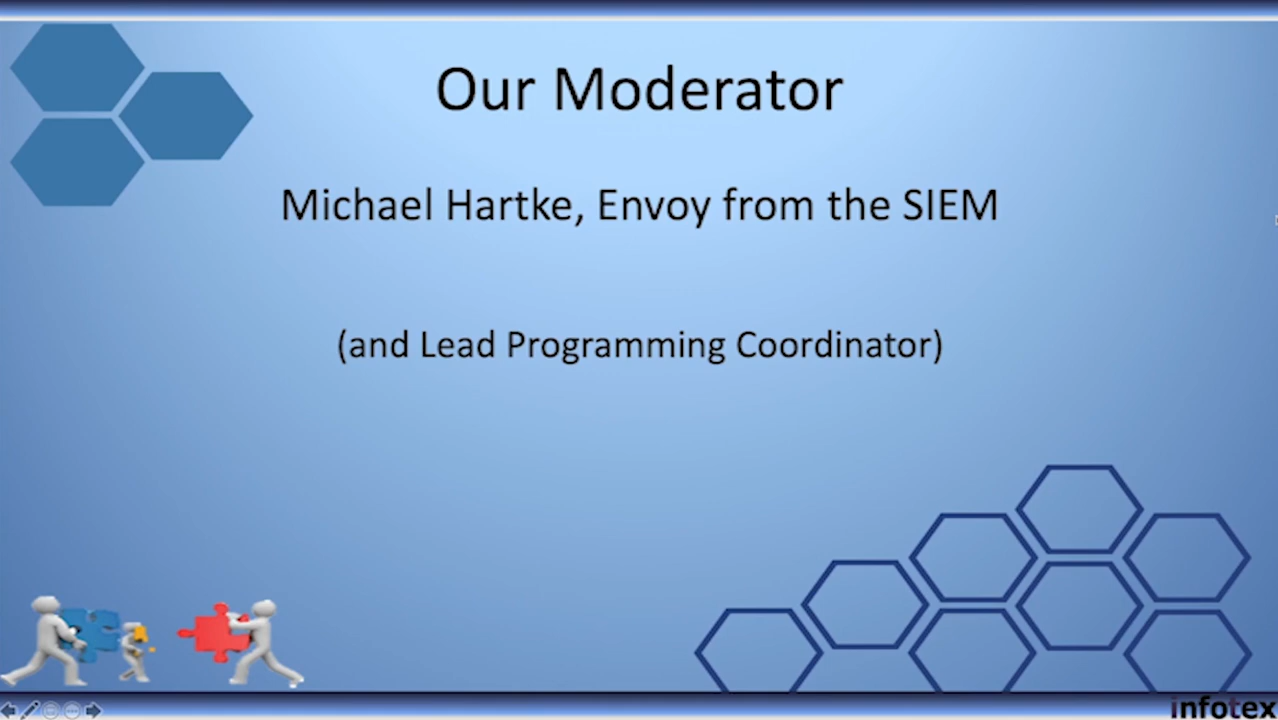 Our Moderator
Michael Hartke, Envoy from the SIEM
(and Lead Programming Coordinator)
infotex